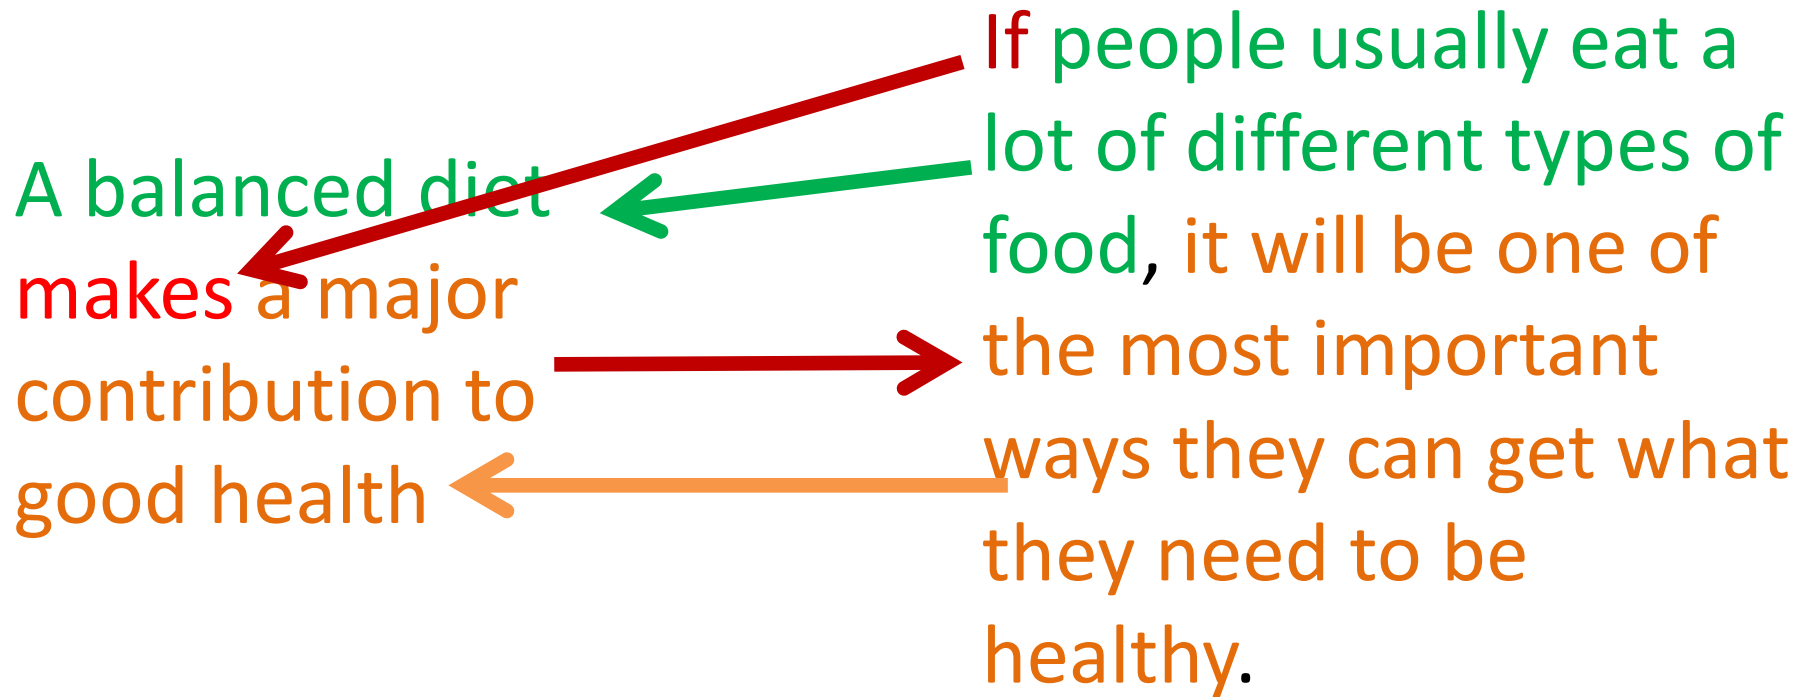 A balanced diet
makes a major
contribution to
good health
If people usually eat a
lot of different types of
food, it will be one of
the most important
ways they can get what
they need to be
healthy.